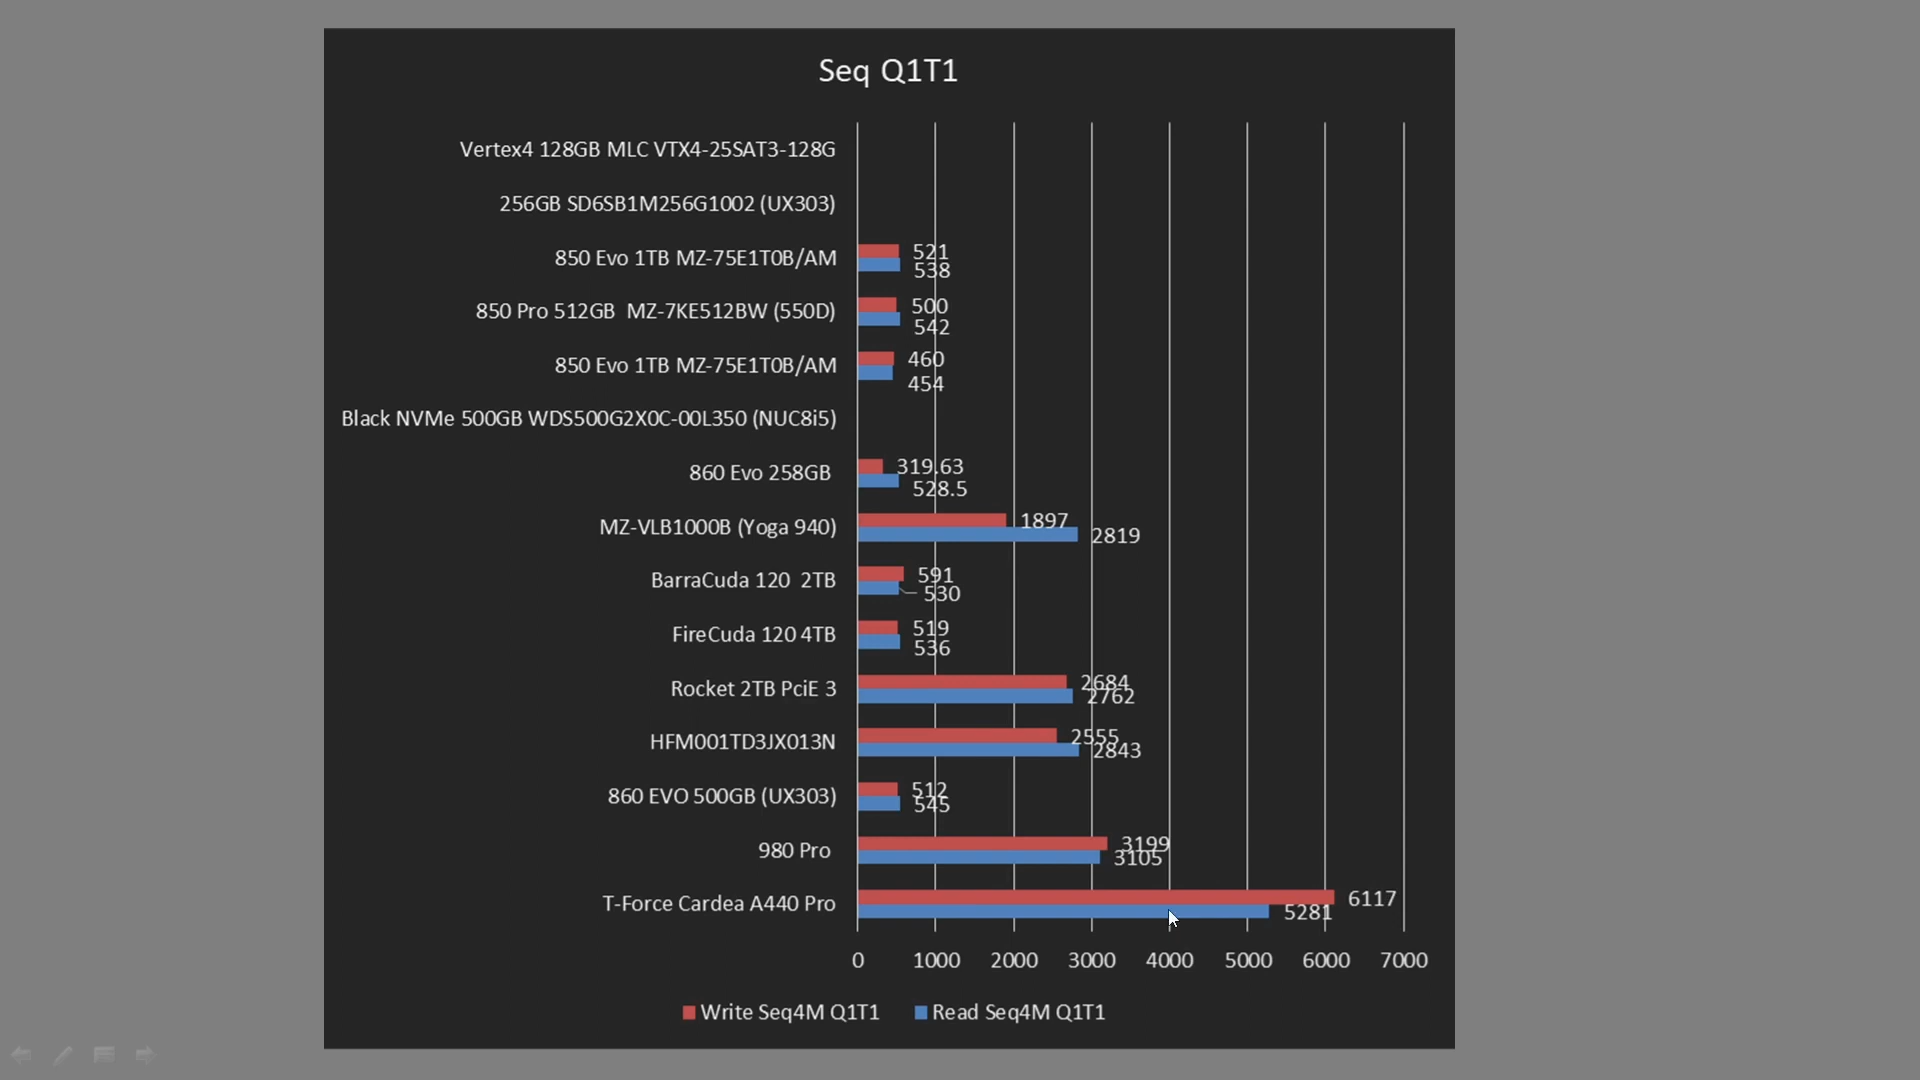 Seq Q1T1
Vertex4 128GB MLC VTX4-25SAT3-128G
256GB SD6SB1M256G1002 (UX303)
850 Evo 1TB MZ-75E1T0B/AM
521
538
850 Pro 512GB  MZ-7KE512BW (550D)
500
542
850 Evo 1TB MZ-75E1T0B/AM
460
454
Black NVMe 500GB WDS500G2X0C-00L350 (NUC8i5)
860 Evo 258GB
319.63
528.5
MZ-VLB1000B (Yoga 940)
1897
2819
BarraCuda 120  2TB
591
530
FireCuda 120 4TB
519
536
Rocket 2TB PciE 3
2684
2762
HFM001TD3JX013N
2555
2843
860 EVO 500GB (UX303)
512
545
980 Pro
3199
3105
T-Force Cardea A440 Pro
6117
5281
0 1000 2000 3000 4000 5000 6000 7000
Write Seq4M Q1T1 Read Seq4M Q1T1